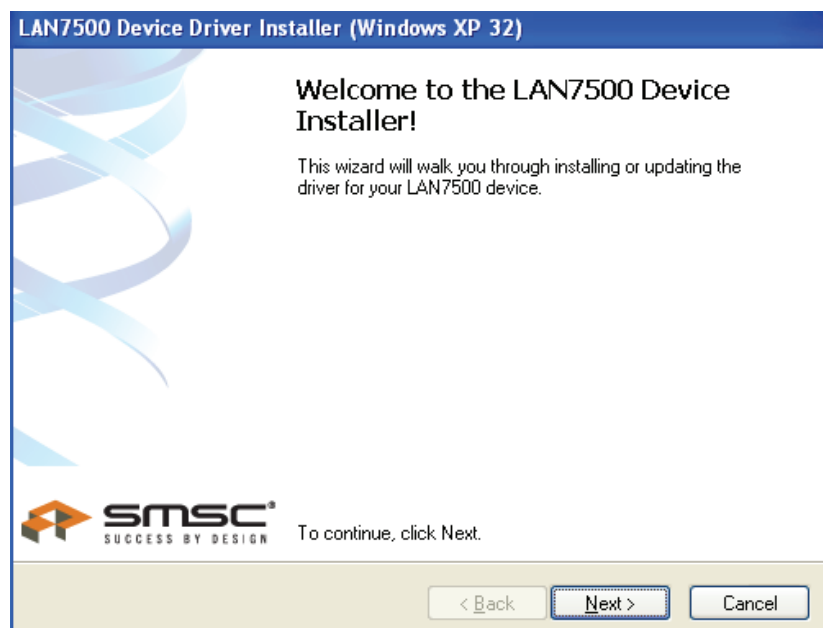 LAN7500 Device Driver Installer (Windows XP 32)
Welcome to the LAN7500 Device
Installer!
This wizard will walk you through installing or updating the
driver for your LAN7500 device.
smsc®
SUCCESS BY DESIGN
To continue, click Next.
< Back
Next >
Cancel